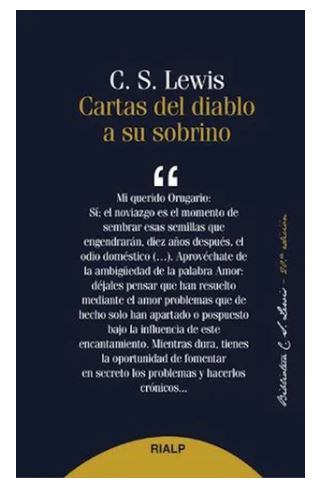 C. S. Lewis
Cartas del diablo
a su sobrino
“
Mi querido Orugario:
Sí; el noviazgo es el momento de
sembrar esas semillas que
engendrarán, diez años después, el
odio doméstico (...). Aprovéchate de
la ambigüedad de la palabra Amor:
déjales pensar que han resuelto
mediante el amor problemas que de
hecho solo han apartado o pospuesto
bajo la influencia de este
encantamiento. Mientras dura, tienes
la oportunidad de fomentar
en secreto los problemas y hacerlos
crónicos...
Biblioteca C. S. Lewis - 22ª edición
RIALP